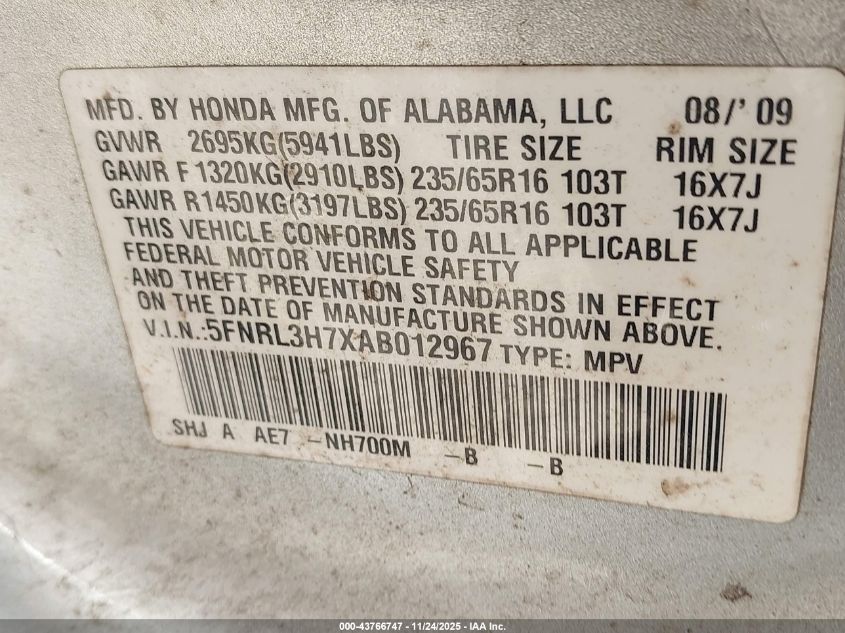 MFD. BY HONDA MFG. OF ALABAMA, LLC 08/' 09
GVWR 2695KG(5941LBS) TIRE SIZE RIM SIZE
GAWR F 1320KG(2910LBS) 235/65R16 103T 16X7J
GAWR R1450KG(3197LBS) 235/65R16 103T 16X7J
THIS VEHICLE CONFORMS TO ALL APPLICABLE
FEDERAL MOTOR VEHICLE SAFETY
AND THEFT PREVENTION STANDARDS IN EFFECT
ON THE DATE OF MANUFACTURE SHOWN ABOVE.
V.I.N.:5FNRL3H7XAB012967 TYPE: MPV
SHJ A AE7 -NH700M -B -B
000-43766747 - 11/24/2025 - IAA Inc.